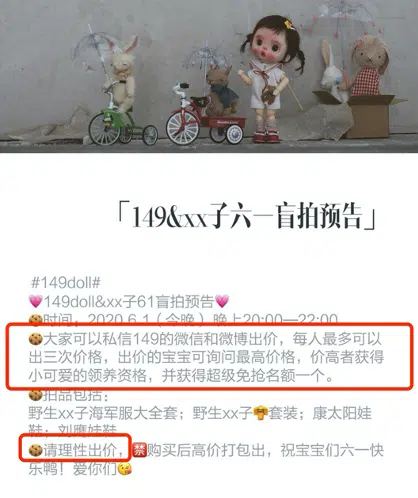 「149&xx子六一盲拍预告」
#149doll#
💗149doll&xx子61盲拍预告💗
🍪时间：2020.6.1（今晚）晚上20:00—22:00
🍪大家可以私信149的微信和微博出价，每人最多可以
出三次价格，出价的宝宝可询问最高价格，价高者获得
小可爱的领养资格，并获得超级免抢名额一个。
🍪拍品包括：
野生xx子海军服大全套；野生xx子👘套装；康太阳娃
鞋；刘鹰娃鞋
🍪请理性出价，🈲购买后高价打包出，祝宝宝们六一快
乐鸭！爱你们😘